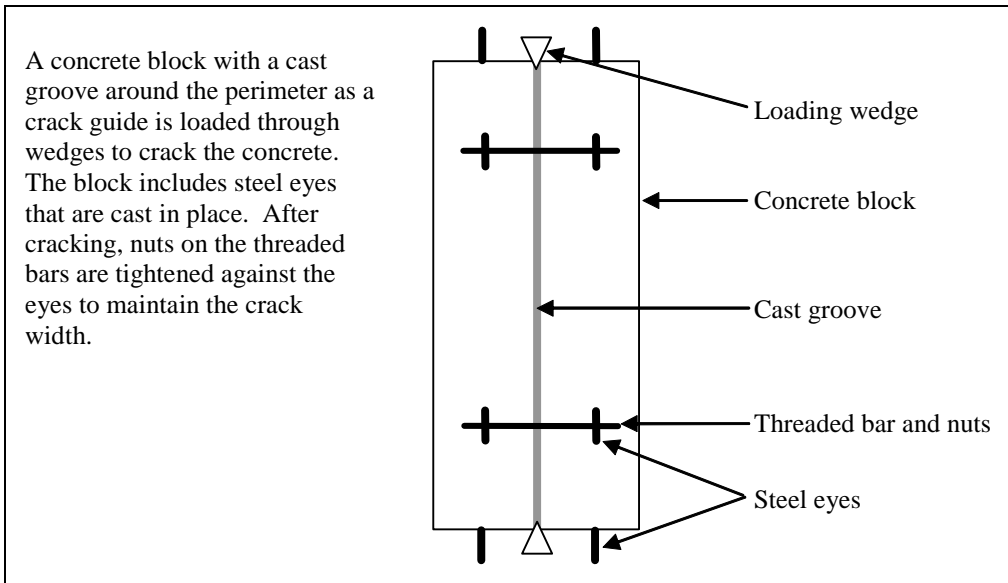 A concrete block with a cast
groove around the perimeter as a
crack guide is loaded through
wedges to crack the concrete.
The block includes steel eyes
that are cast in place.  After
cracking, nuts on the threaded
bars are tightened against the
eyes to maintain the crack
width.
Loading wedge
Concrete block
Cast groove
Threaded bar and nuts
Steel eyes